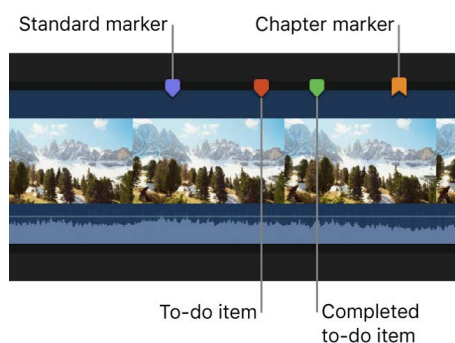 Standard marker
Chapter marker
To-do item
Completed
to-do item